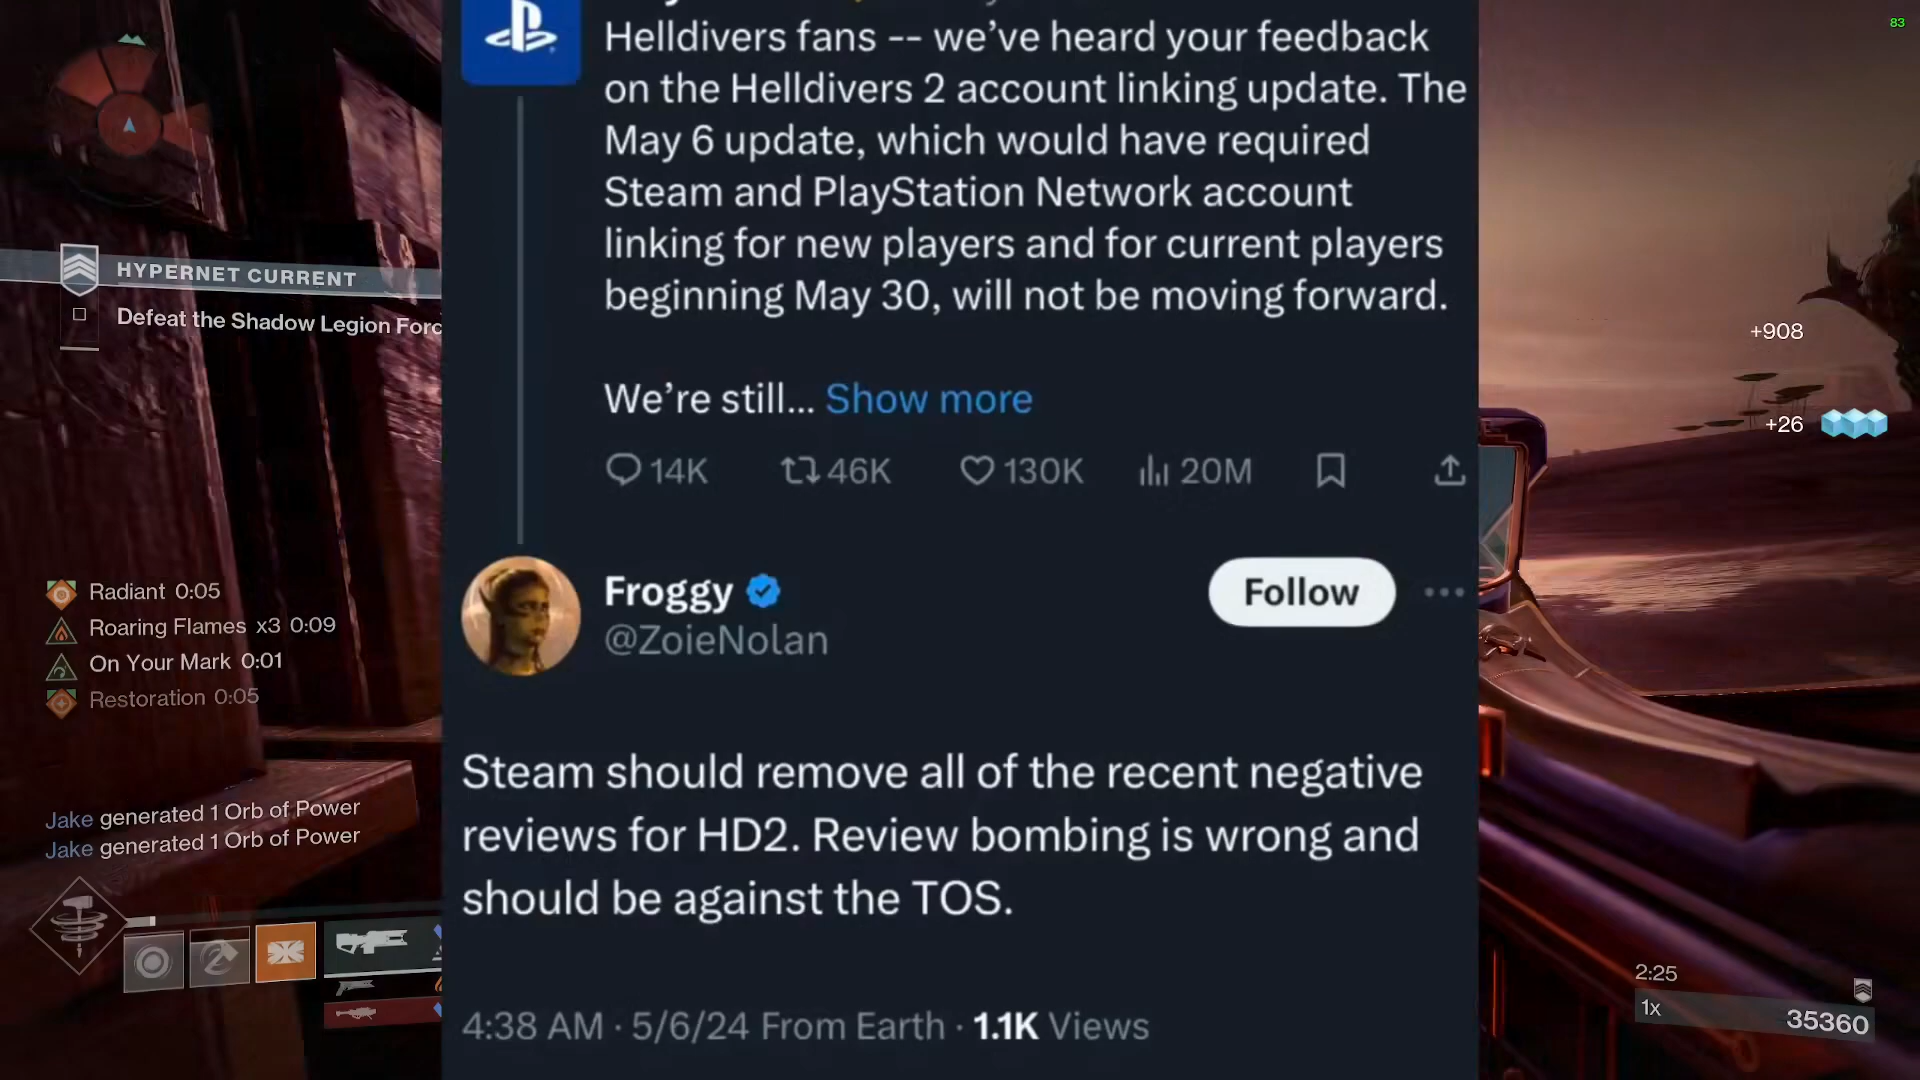 83
Helldivers fans -- we’ve heard your feedback
on the Helldivers 2 account linking update. The
May 6 update, which would have required
Steam and PlayStation Network account
linking for new players and for current players
beginning May 30, will not be moving forward.
We’re still... Show more
14K 46K 130K 20M
Froggy
@ZoieNolan
Follow
Steam should remove all of the recent negative
reviews for HD2. Review bombing is wrong and
should be against the TOS.
4:38 AM · 5/6/24 From Earth · 1.1K Views
HYPERNET CURRENT
Defeat the Shadow Legion Forc
Radiant 0:05
Roaring Flames x3 0:09
On Your Mark 0:01
Restoration 0:05
Jake generated 1 Orb of Power
Jake generated 1 Orb of Power
+908
+26
2:25
1x
35360